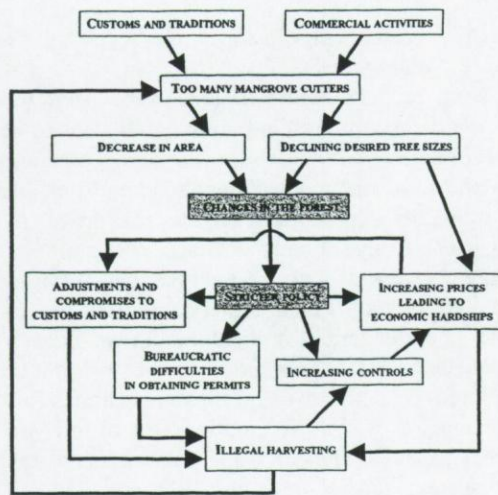 CUSTOMS AND TRADITIONS
COMMERCIAL ACTIVITIES
TOO MANY MANGROVE CUTTERS
DECREASE IN AREA
DECLINING DESIRED TREE SIZES
CHANGES IN THE FOREST
ADJUSTMENTS AND
COMPROMISES TO
CUSTOMS AND TRADITIONS
STRICTER POLICY
INCREASING PRICES
LEADING TO
ECONOMIC HARDSHIPS
BUREAUCRATIC
DIFFICULTIES
IN OBTAINING PERMITS
INCREASING CONTROLS
ILLEGAL HARVESTING